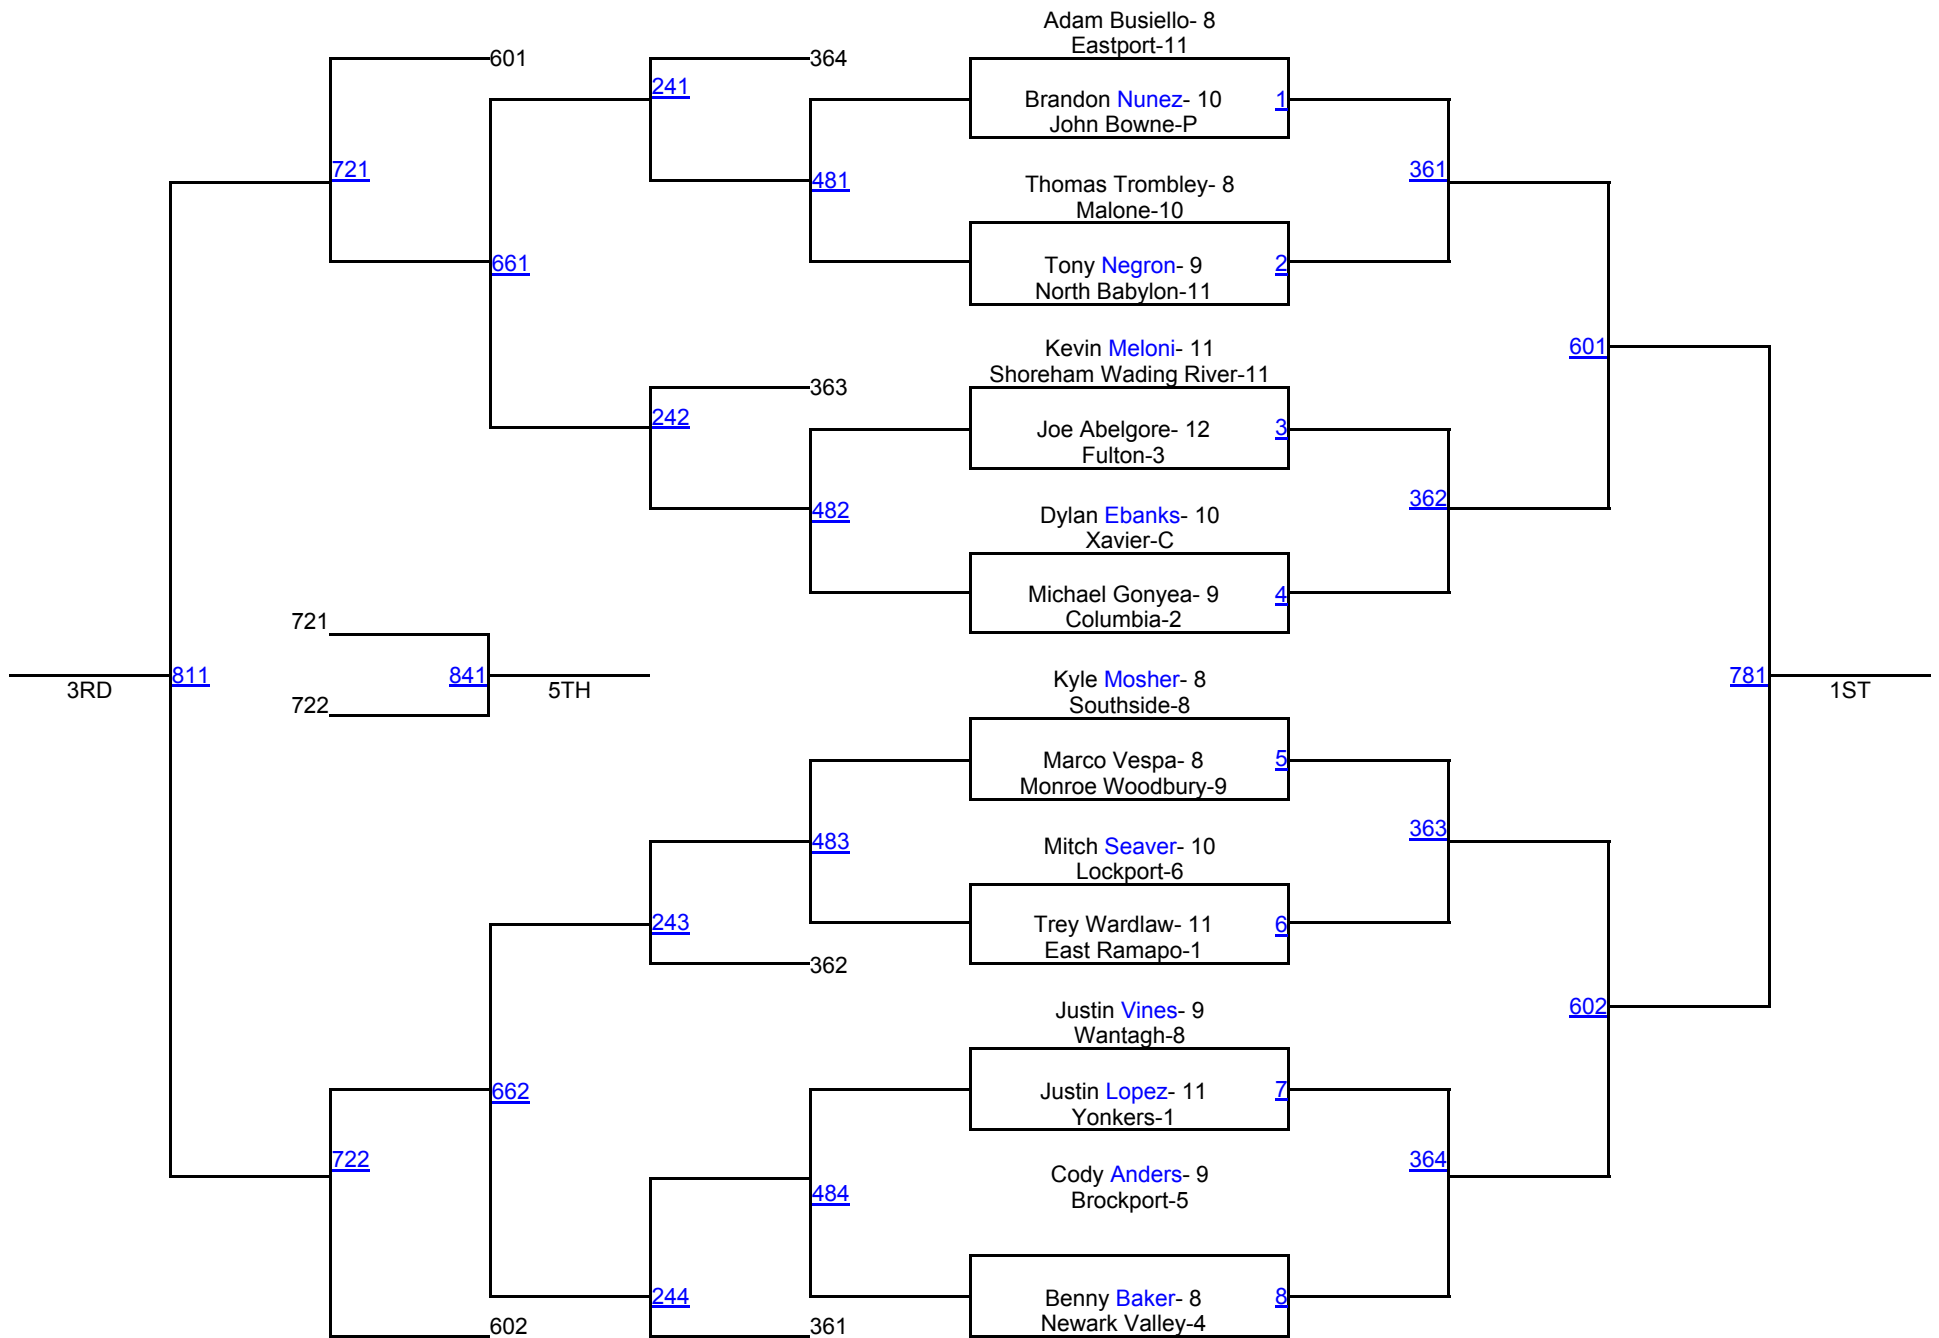 Adam Busiello- 8
Eastport-11
601
364
241
Brandon Nunez- 10
1
John Bowne-P
721
481
Thomas Trombley- 8
361
Malone-10
661
Tony Negron- 9
2
North Babylon-11
Kevin Meloni- 11
601
Shoreham Wading River-11
363
242
Joe Abelgore- 12
3
Fulton-3
482
Dylan Ebanks- 10
362
Xavier-C
Michael Gonyea- 9
4
Columbia-2
721
811
3RD
841
5TH
Kyle Mosher- 8
781
1ST
722
Southside-8
Marco Vespa- 8
5
Monroe Woodbury-9
483
Mitch Seaver- 10
363
Lockport-6
243
Trey Wardlaw- 11
6
East Ramapo-1
362
Justin Vines- 9
602
Wantagh-8
662
Justin Lopez- 11
7
Yonkers-1
722
484
Cody Anders- 9
364
Brockport-5
244
Benny Baker- 8
8
602
361
Newark Valley-4